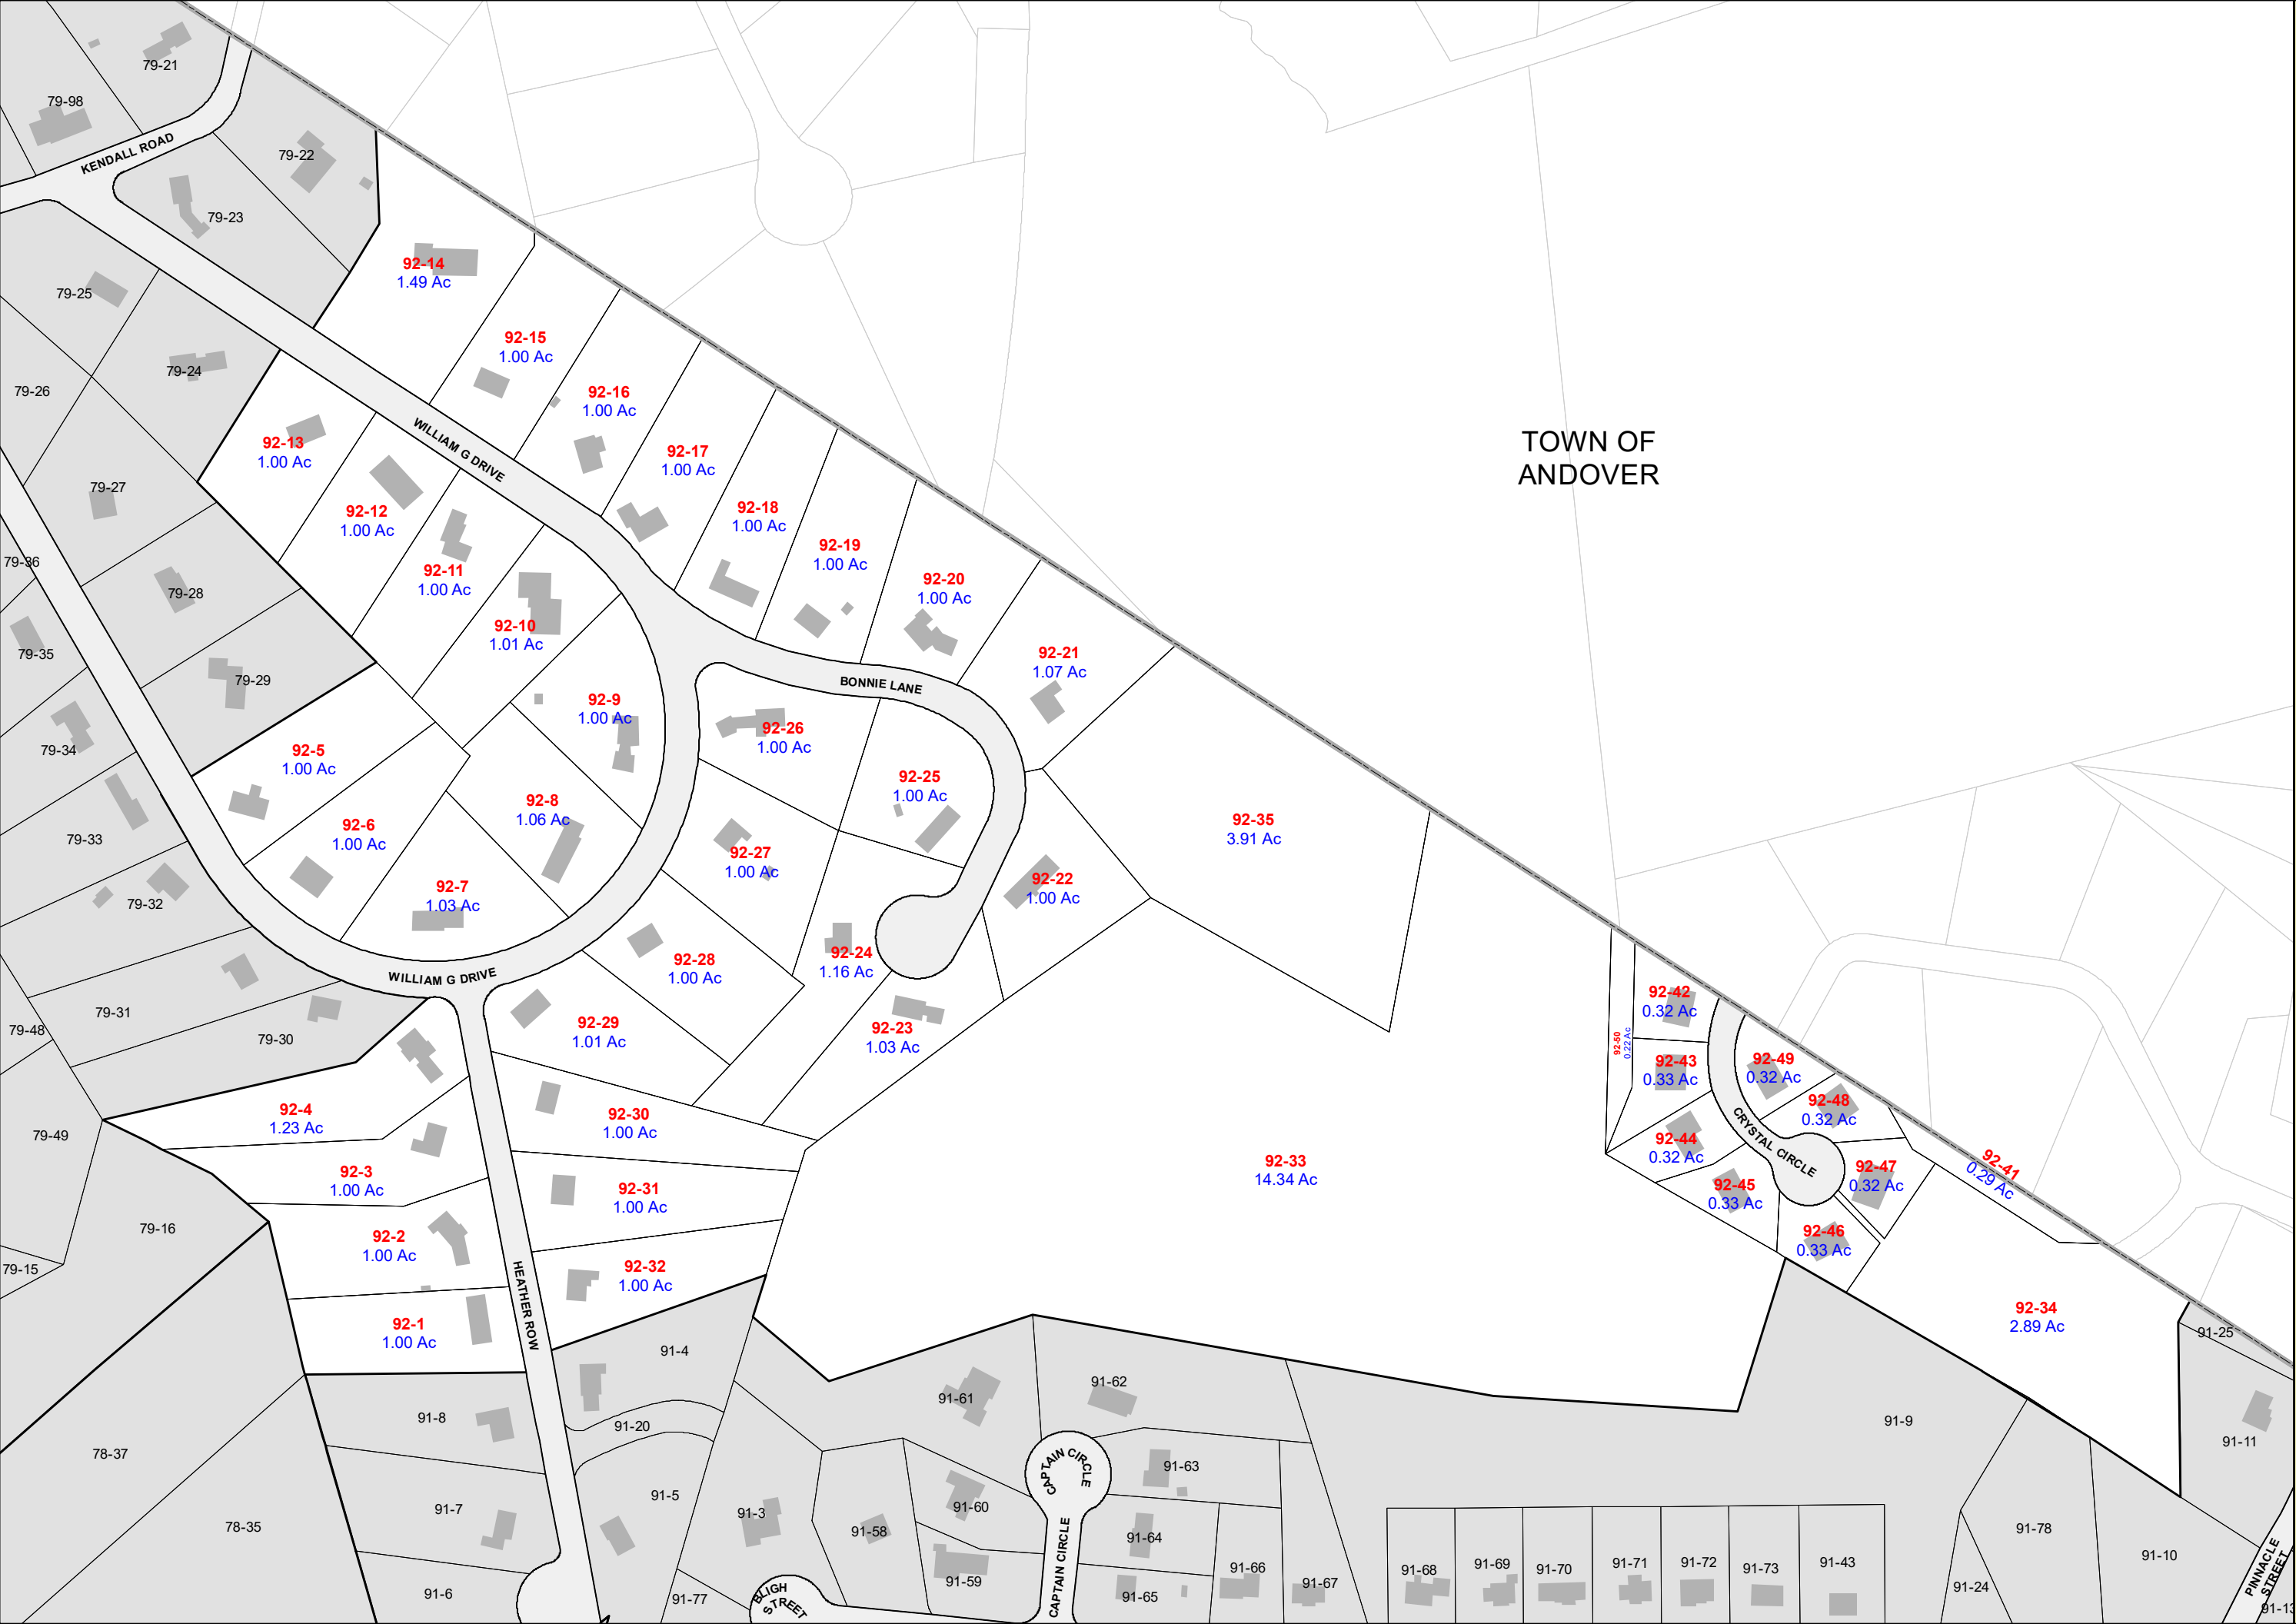 79-21
79-98
KENDALL ROAD
79-22
79-23
92-14
1.49 Ac
79-25
92-15
1.00 Ac
79-24
79-26
92-16
1.00 Ac
92-13
1.00 Ac
WILLIAM G DRIVE
92-17
1.00 Ac
TOWN OF
ANDOVER
79-27
92-12
1.00 Ac
92-18
1.00 Ac
92-19
1.00 Ac
79-36
92-11
1.00 Ac
92-20
1.00 Ac
79-28
92-10
1.01 Ac
79-35
92-21
1.07 Ac
79-29
BONNIE LANE
92-9
1.00 Ac
92-26
1.00 Ac
79-34
92-5
1.00 Ac
92-25
1.00 Ac
92-8
1.06 Ac
92-35
3.91 Ac
92-6
1.00 Ac
79-33
92-27
1.00 Ac
92-7
1.03 Ac
92-22
1.00 Ac
79-32
92-24
1.16 Ac
92-28
1.00 Ac
WILLIAM G DRIVE
79-31
79-48
92-29
1.01 Ac
92-23
1.03 Ac
79-30
92-42
0.32 Ac
92-50
0.22 Ac
92-43
0.33 Ac
92-49
0.32 Ac
92-4
1.23 Ac
92-30
1.00 Ac
92-48
0.32 Ac
79-49
CRYSTAL CIRCLE
92-44
0.32 Ac
92-3
1.00 Ac
92-33
14.34 Ac
92-47
0.32 Ac
92-41
0.29 Ac
92-31
1.00 Ac
92-45
0.33 Ac
79-16
92-2
1.00 Ac
92-46
0.33 Ac
79-15
92-32
1.00 Ac
HEATHER ROW
92-1
1.00 Ac
92-34
2.89 Ac
91-25
91-4
91-62
91-61
91-8
91-20
91-9
91-11
78-37
CAPTAIN CIRCLE
91-63
91-5
91-7
91-3
91-60
91-58
91-64
78-35
91-78
91-10
CAPTAIN CIRCLE
91-59
91-66
91-67
91-68
91-69
91-70
91-71
91-72
91-73
91-43
91-24
91-6
91-77
BLIGH
STREET
91-65
PINNACLE
STREET